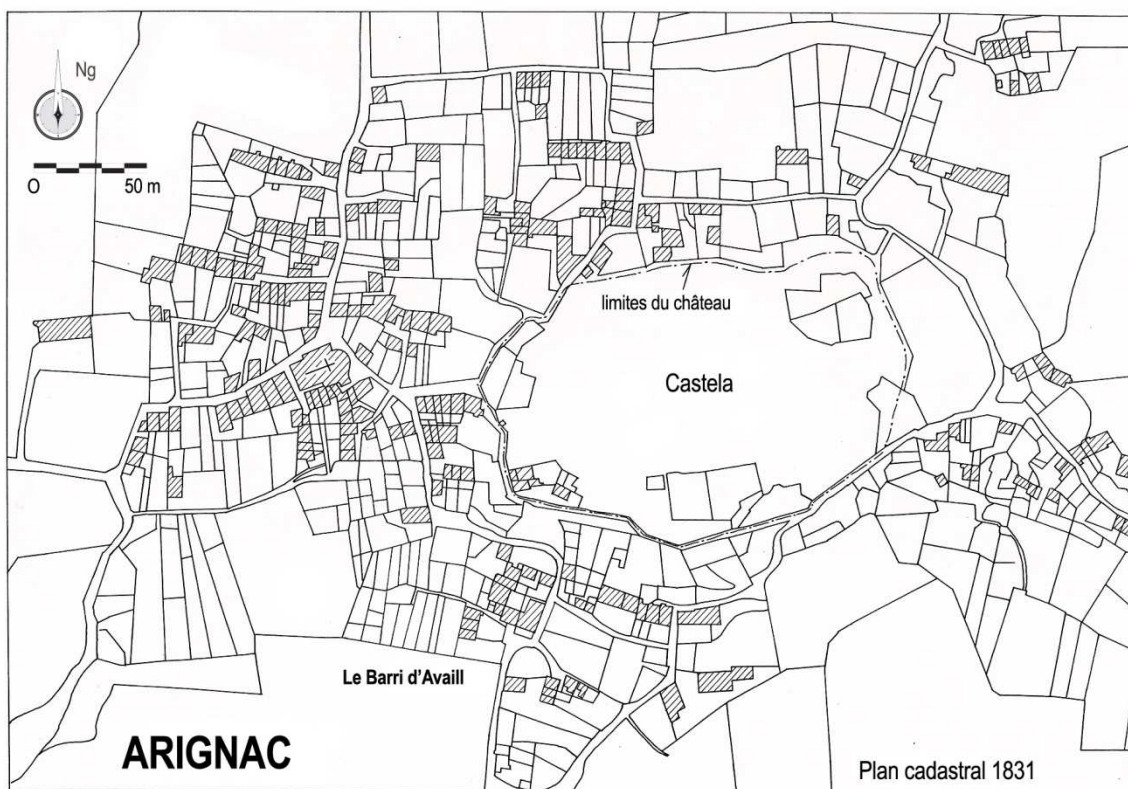 Ng
O 50 m
limites du château
Castela
Le Barri d'Availl
ARIGNAC
Plan cadastral 1831